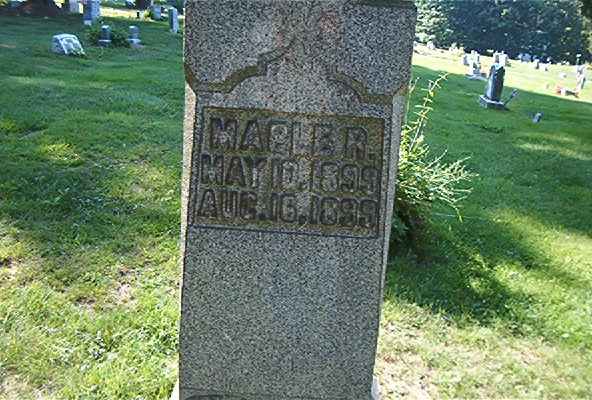 MABLE R.
MAY 10, 1899
AUG. 16, 1899